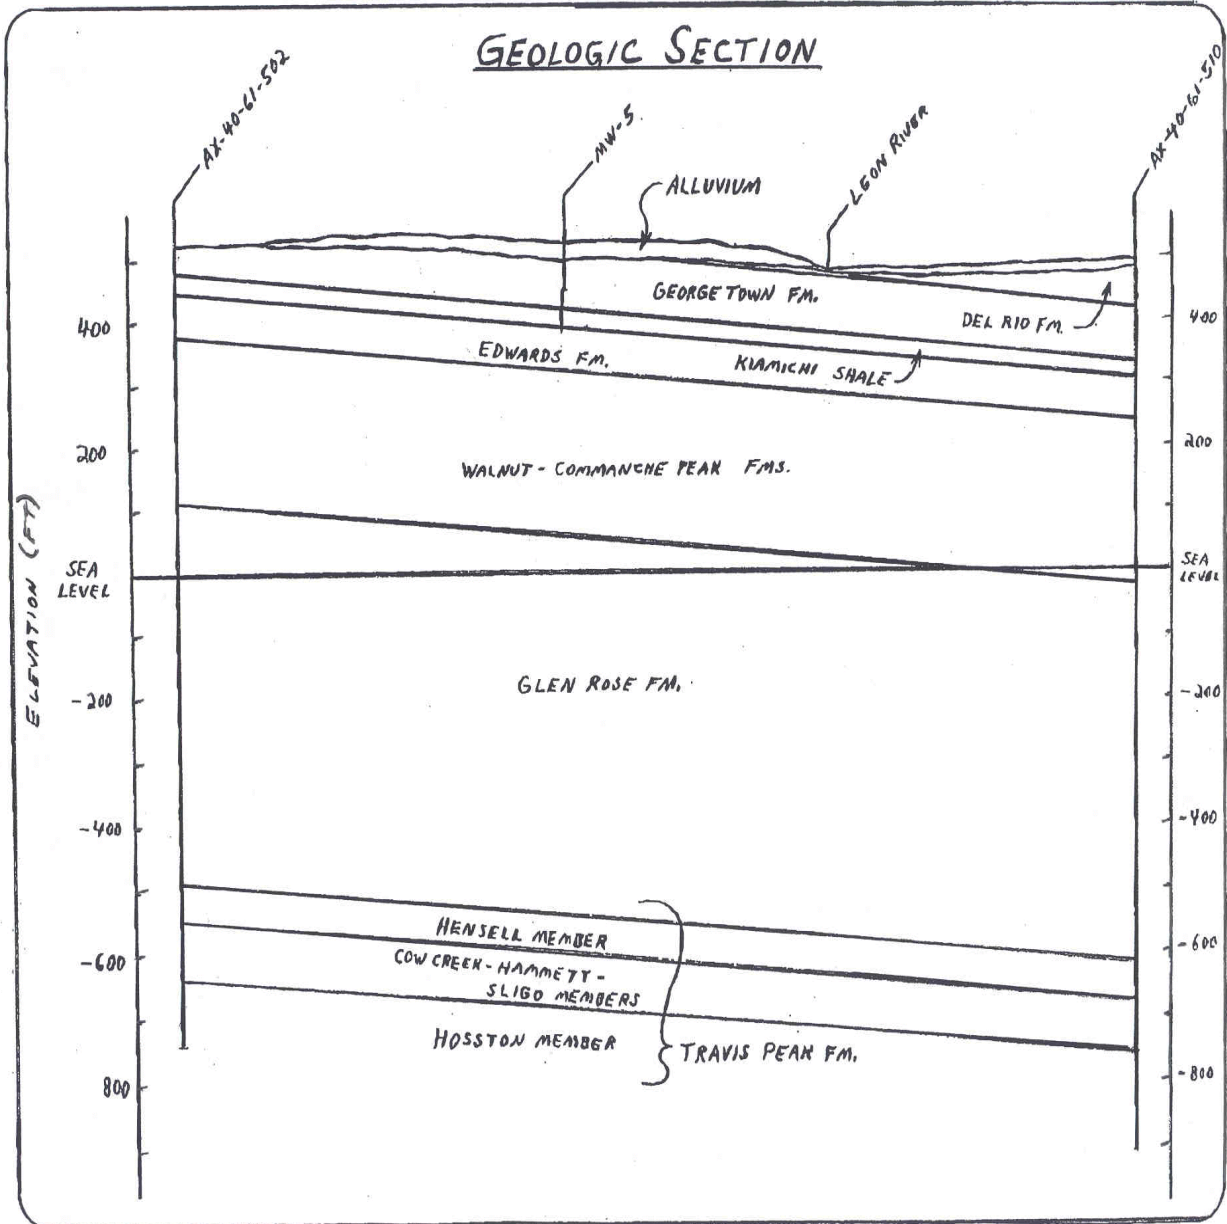 GEOLOGIC SECTION
AX-40-61-502
MW-5
LEON RIVER
AX-40-61-510
ALLUVIUM
GEORGETOWN FM.
DEL RIO FM.
400
400
EDWARDS FM.
KIAMICHI SHALE
200
200
WALNUT - COMMANCHE PEAK FMS.
ELEVATION (FT)
SEA
LEVEL
SEA
LEVEL
GLEN ROSE FM.
-200
-200
-400
-400
HENSELL MEMBER
-600
-600
COW CREEK - HAMMETT -
SLIGO MEMBERS
HOSSTON MEMBER
TRAVIS PEAK FM.
800
-800